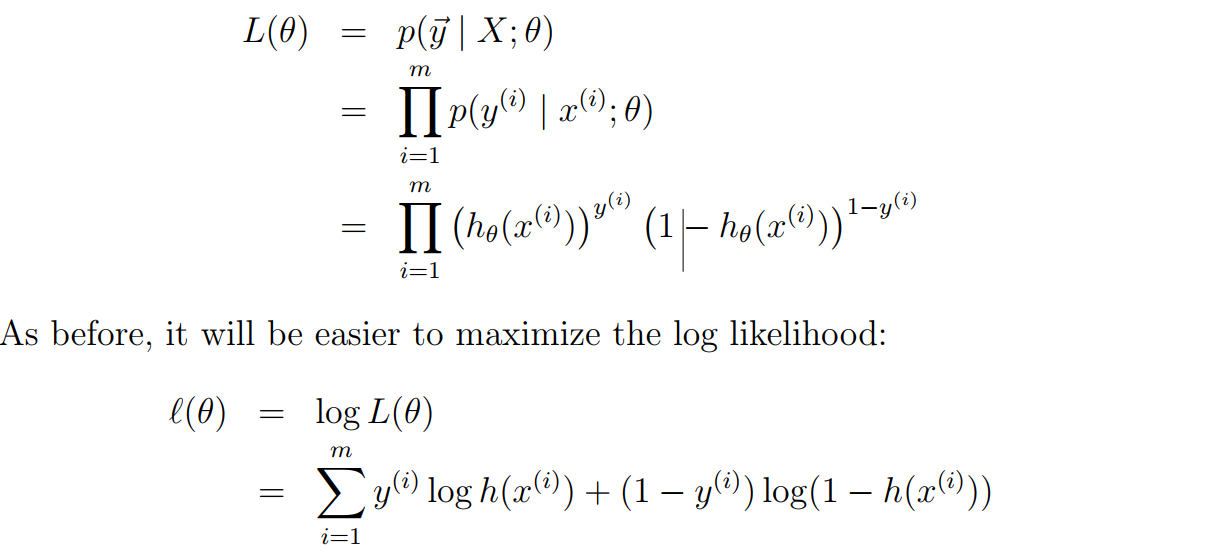 L(θ) = p(y⃗ | X; θ)
= ∏_{i=1}^{m} p(y^{(i)} | x^{(i)}; θ)
= ∏_{i=1}^{m} (h_θ(x^{(i)}))^{y^{(i)}} (1 − h_θ(x^{(i)}))^{1−y^{(i)}}
As before, it will be easier to maximize the log likelihood:
ℓ(θ) = log L(θ)
= ∑_{i=1}^{m} y^{(i)} log h(x^{(i)}) + (1 − y^{(i)}) log(1 − h(x^{(i)}))